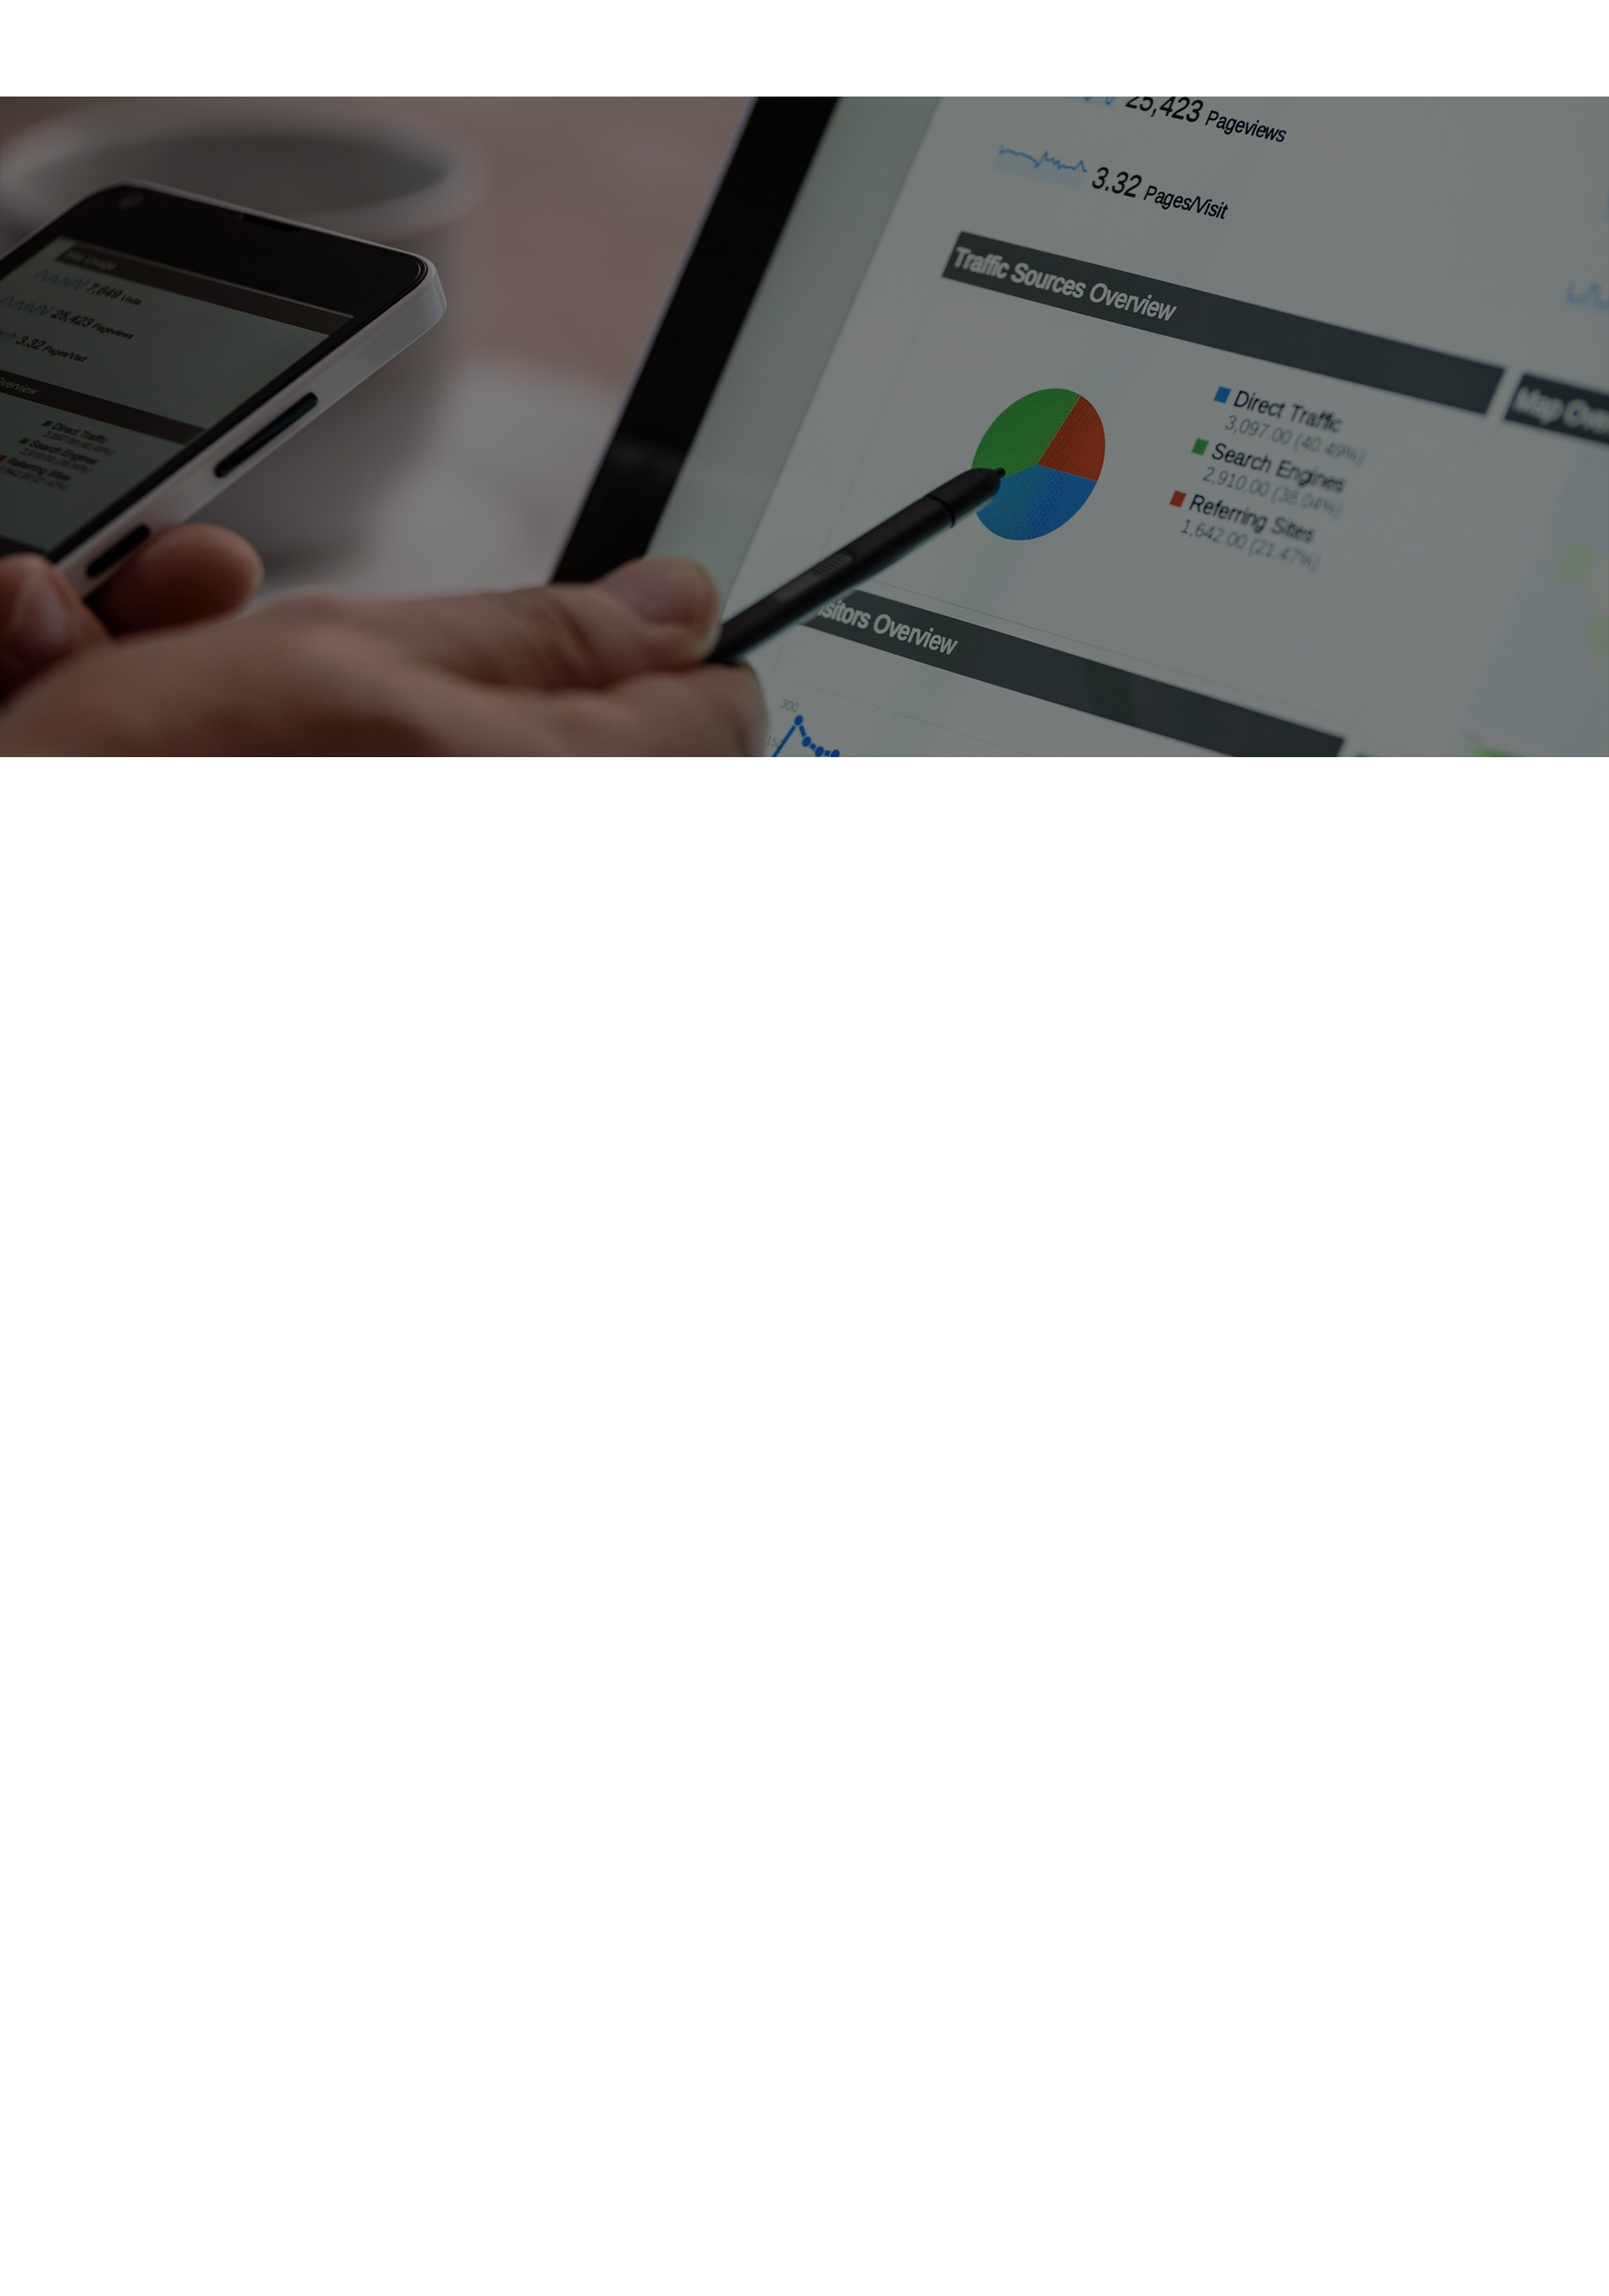 25,423 Pageviews
3.32 Pages/Visit
Traffic Sources Overview
Direct Traffic
3,097.00 (40.49%)
Search Engines
2,910.00 (38.04%)
Referring Sites
1,642.00 (21.47%)
Map
isitors Overview
300
150
Site Usage
7,649 Visits
25,423 Pageviews
3.32 Pages/Visit
Overview
Direct Traffic
Search Engines
Referring Sites